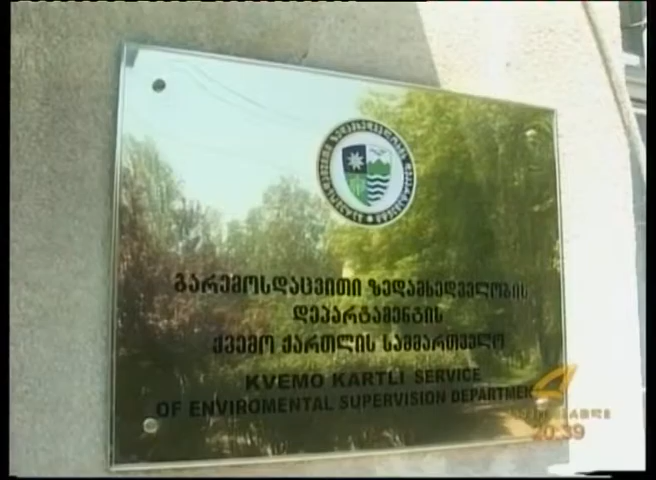 გარემოსდაცვითი ზედამხედველობის
დეპარტამენტის
ქვემო ქართლის სამმართველო
KVEMO KARTLI SERVICE
OF ENVIROMENTAL SUPERVISION DEPARTMEN
20:39